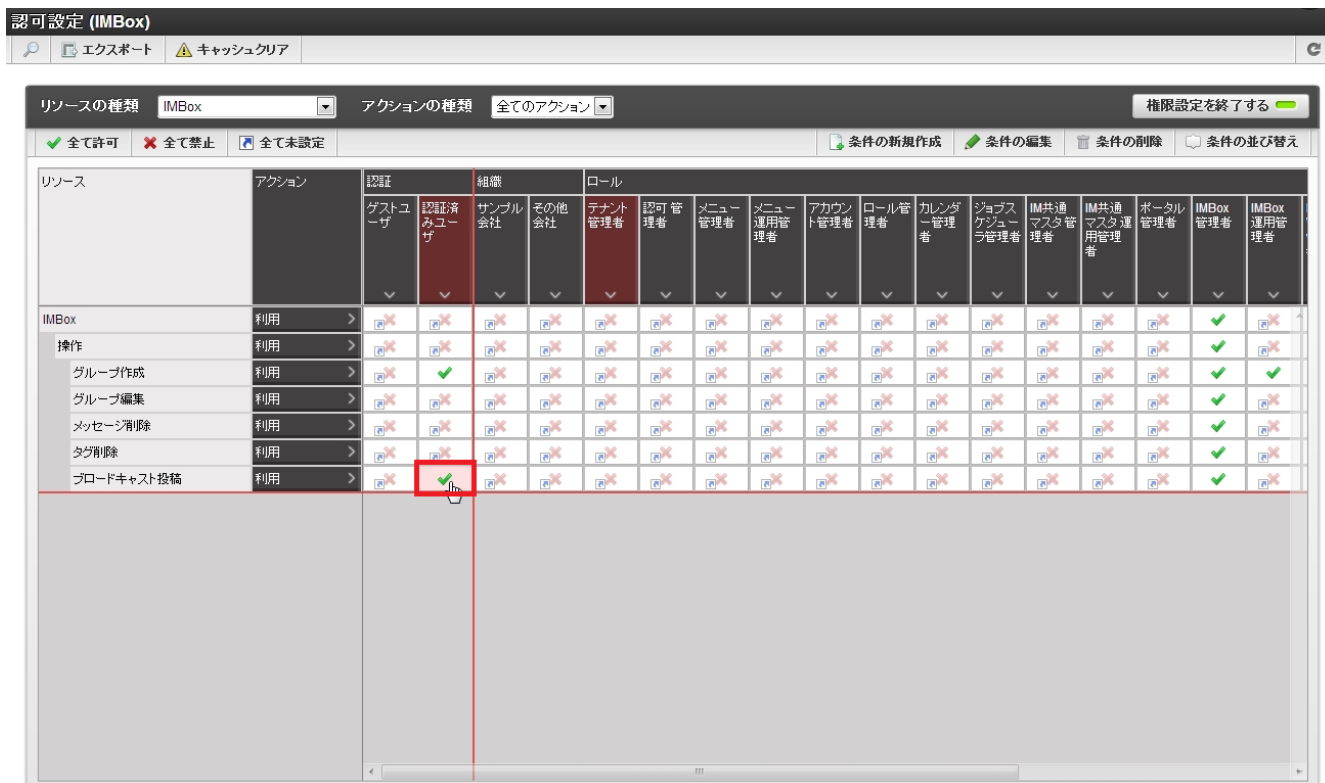 認可設定 (IMBox)
エクスポート キャッシュクリア
リソースの種類 IMBox アクションの種類 全てのアクション 権限設定を終了する
全て許可 全て禁止 全て未設定 条件の新規作成 条件の編集 条件の削除 条件の並び替え
リソース アクション 認証 組織 ロール
ゲストユーザ 認証済みユーザ サンプル会社 その他会社 テナント管理者 認可管理者 メニュー管理者 メニュー運用管理者 アカウント管理者 ロール管理者 カレンダー管理者 ジョブスケジューラ管理者 IM共通マスタ管理者 IM共通マスタ運用管理者 ポータル管理者 IMBox管理者 IMBox運用管理者
IMBox 利用
操作 利用
グループ作成 利用
グループ編集 利用
メッセージ削除 利用
タグ削除 利用
ブロードキャスト投稿 利用